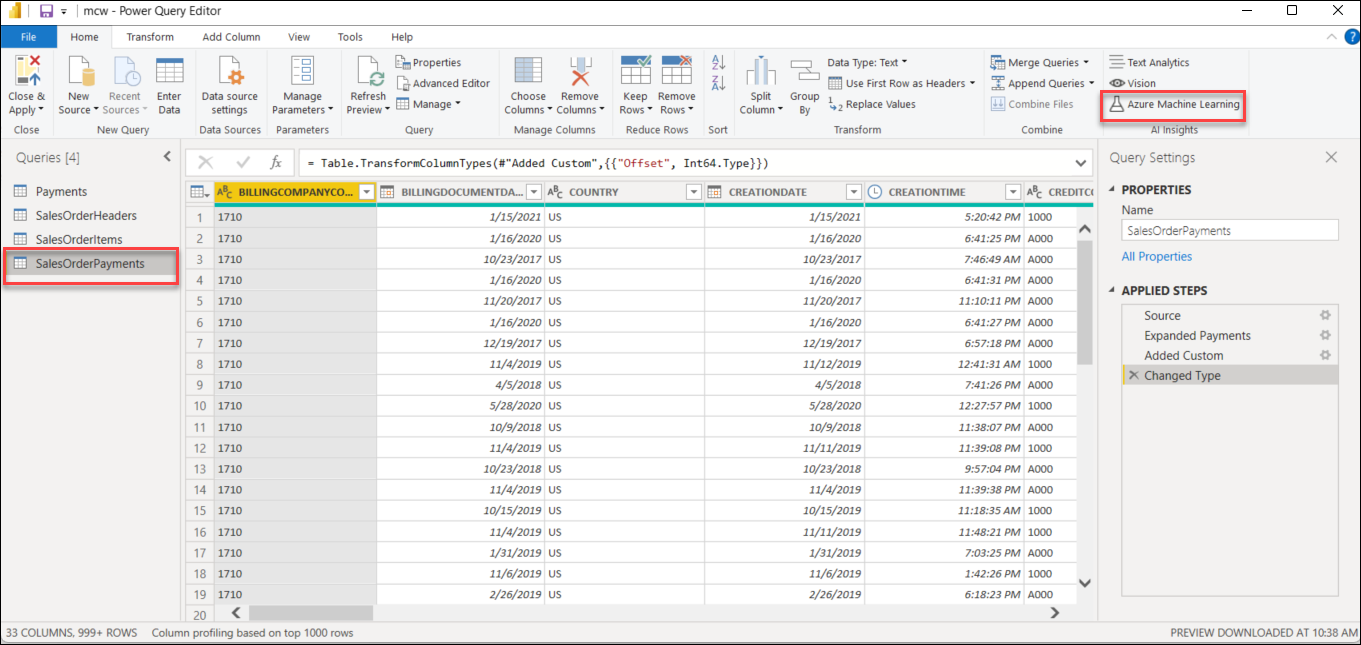 mcw - Power Query Editor
File Home Transform Add Column View Tools Help
Close & Apply
New Source
Recent Sources
Enter Data
Data source settings
Manage Parameters
Refresh Preview
Properties
Advanced Editor
Manage
Choose Columns
Remove Columns
Keep Rows
Remove Rows
Split Column
Group By
Data Type: Text
Use First Row as Headers
Replace Values
Merge Queries
Append Queries
Combine Files
Text Analytics
Vision
Azure Machine Learning
Close New Query Data Sources Parameters Query Manage Columns Reduce Rows Sort Transform Combine AI Insights
Queries [4]
Payments
SalesOrderHeaders
SalesOrderItems
SalesOrderPayments
fx = Table.TransformColumnTypes(#"Added Custom",{{"Offset", Int64.Type}})
BILLINGCOMPANYCO... BILLINGDOCUMENTDA... COUNTRY CREATIONDATE CREATIONTIME CREDITCO
1 1710 1/15/2021 US 1/15/2021 5:20:42 PM 1000
2 1710 1/16/2020 US 1/16/2020 6:41:25 PM A000
3 1710 10/23/2017 US 10/23/2017 7:46:49 AM A000
4 1710 1/16/2020 US 1/16/2020 6:41:31 PM A000
5 1710 11/20/2017 US 11/20/2017 11:10:11 PM A000
6 1710 1/16/2020 US 1/16/2020 6:41:27 PM A000
7 1710 12/19/2017 US 12/19/2017 6:57:18 PM A000
8 1710 11/4/2019 US 11/12/2019 12:41:31 AM 1000
9 1710 4/5/2018 US 4/5/2018 7:41:26 PM A000
10 1710 5/28/2020 US 5/28/2020 12:27:57 PM 1000
11 1710 10/9/2018 US 10/9/2018 11:38:07 PM A000
12 1710 11/4/2019 US 11/11/2019 11:39:08 PM 1000
13 1710 10/23/2018 US 10/23/2018 9:57:04 PM A000
14 1710 11/4/2019 US 11/4/2019 11:39:38 PM A000
15 1710 10/15/2019 US 10/15/2019 11:18:35 AM 1000
16 1710 11/4/2019 US 11/11/2019 11:48:21 PM 1000
17 1710 1/31/2019 US 1/31/2019 7:03:25 PM A000
18 1710 11/6/2019 US 11/6/2019 1:42:26 PM 1000
19 1710 2/26/2019 US 2/26/2019 6:18:23 PM A000
20
Query Settings
PROPERTIES
Name
SalesOrderPayments
All Properties
APPLIED STEPS
Source
Expanded Payments
Added Custom
Changed Type
33 COLUMNS, 999+ ROWS Column profiling based on top 1000 rows PREVIEW DOWNLOADED AT 10:38 AM